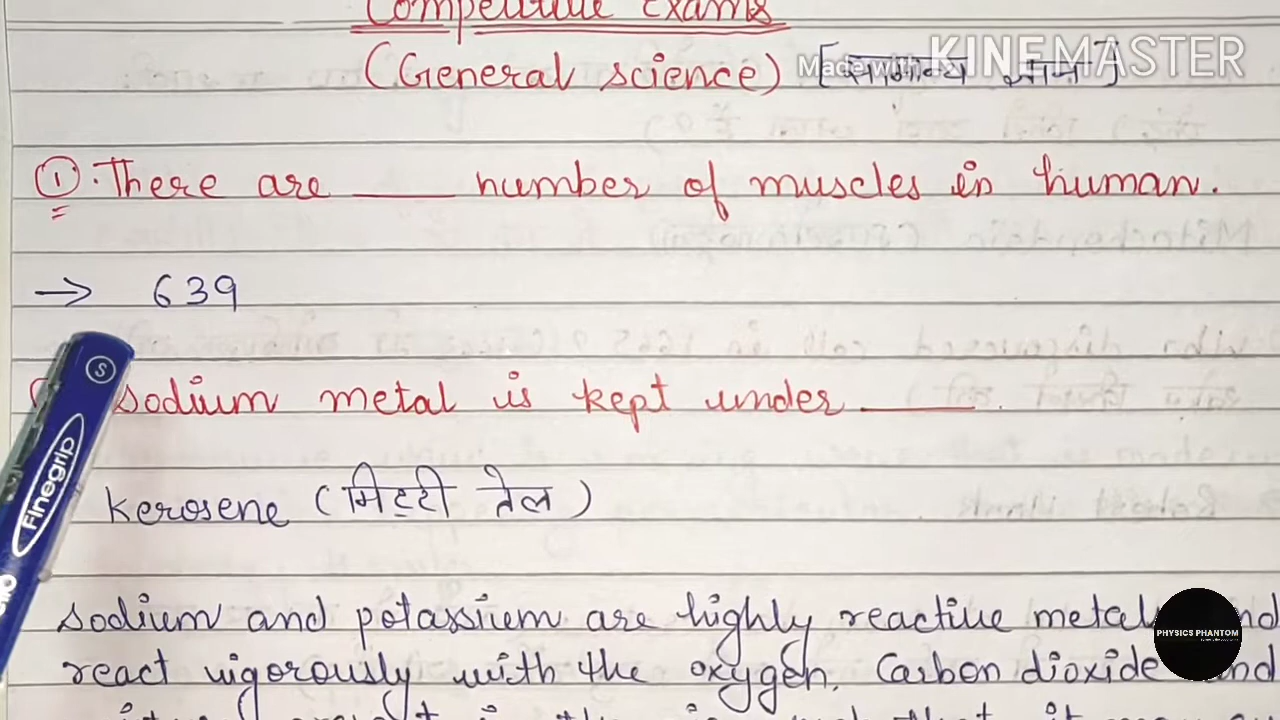 Competitive Exams
(General science) [सामान्य ज्ञान]
Made with KINEMASTER
①. There are ____ number of muscles in human.
→ 639
sodium metal is kept under ____.
Kerosene (मिट्टी तेल)
sodium and potassium are highly reactive metal
react vigorously with the oxygen, Carbon dioxide and
PHYSICS PHANTOM
Finegrip
S